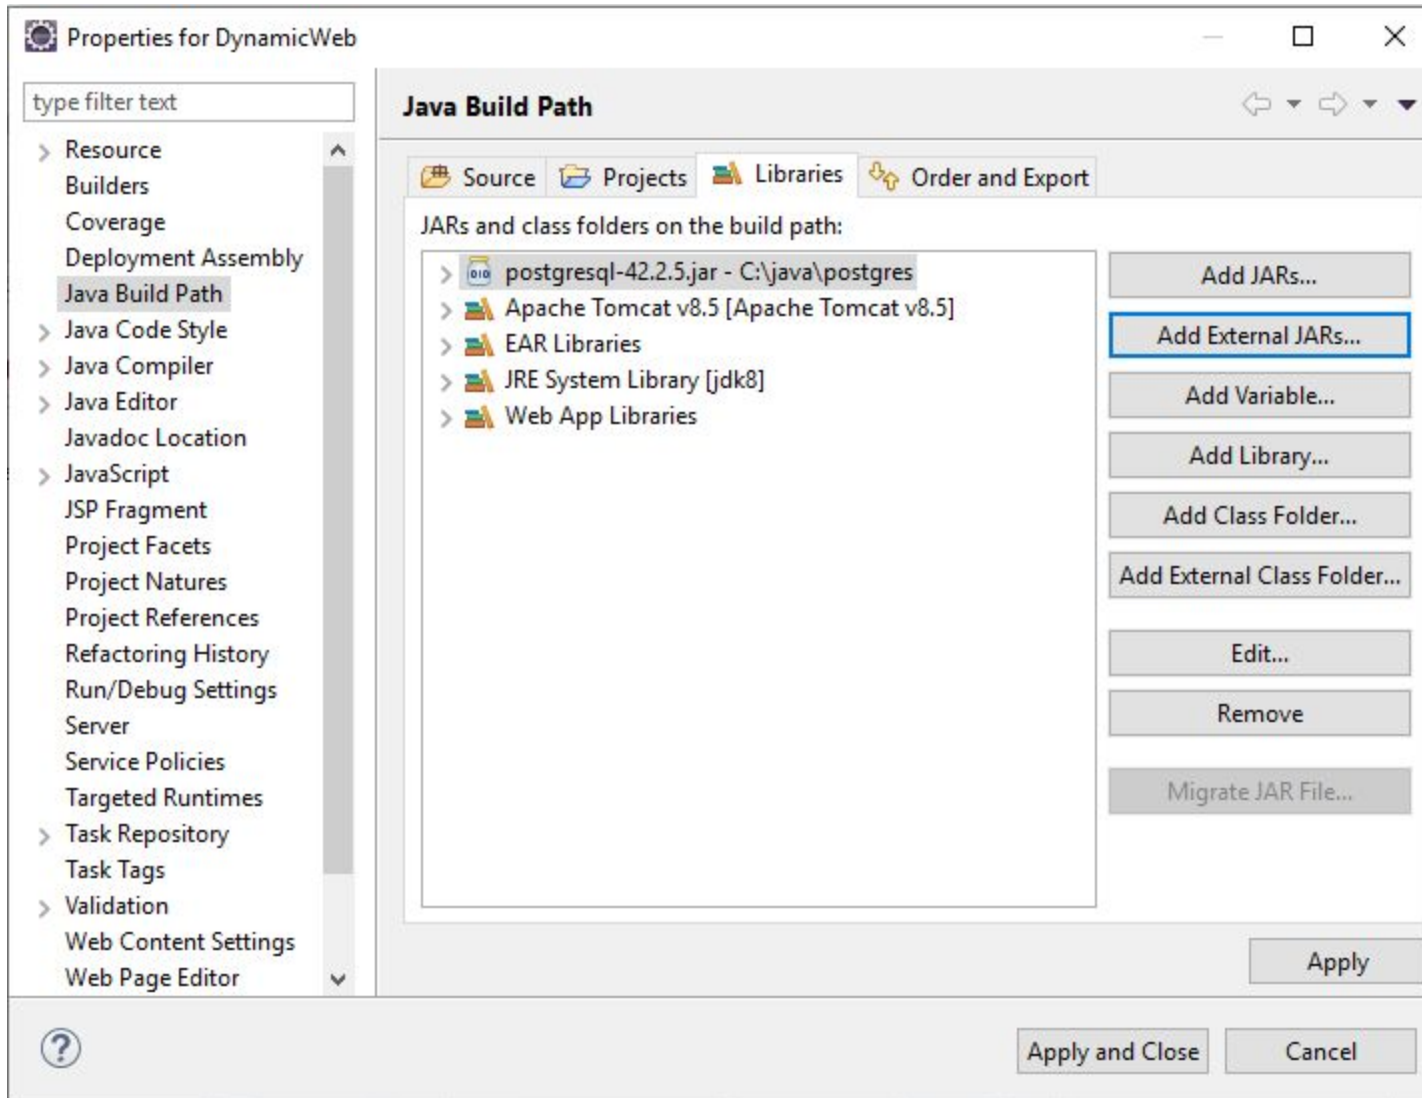 Properties for DynamicWeb
type filter text
Resource
Builders
Coverage
Deployment Assembly
Java Build Path
Java Code Style
Java Compiler
Java Editor
Javadoc Location
JavaScript
JSP Fragment
Project Facets
Project Natures
Project References
Refactoring History
Run/Debug Settings
Server
Service Policies
Targeted Runtimes
Task Repository
Task Tags
Validation
Web Content Settings
Web Page Editor
Java Build Path
Source Projects Libraries Order and Export
JARs and class folders on the build path:
010 postgresql-42.2.5.jar - C:\java\postgres
Apache Tomcat v8.5 [Apache Tomcat v8.5]
EAR Libraries
JRE System Library [jdk8]
Web App Libraries
Add JARs...
Add External JARs...
Add Variable...
Add Library...
Add Class Folder...
Add External Class Folder...
Edit...
Remove
Migrate JAR File...
Apply
?
Apply and Close Cancel